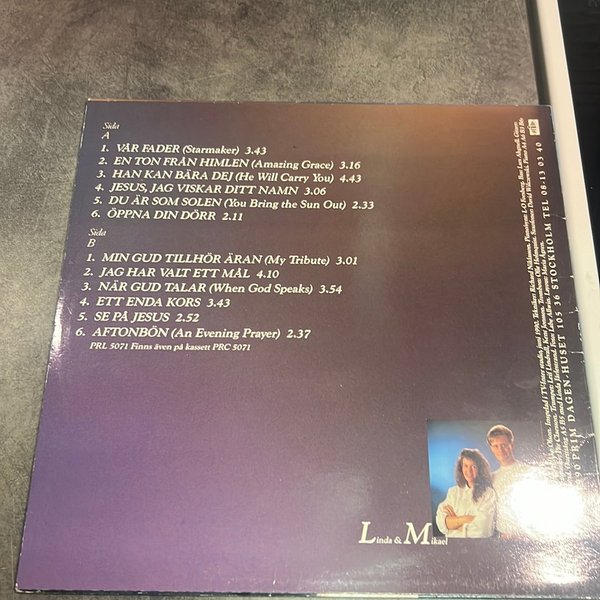 Sida
A
1. VÅR FADER (Starmaker) 3.43
2. EN TON FRÅN HIMLEN (Amazing Grace) 3.16
3. HAN KAN BÄRA DEJ (He Will Carry You) 4.43
4. JESUS, JAG VISKAR DITT NAMN 3.06
5. DU ÄR SOM SOLEN (You Bring the Sun Out) 2.33
6. ÖPPNA DIN DÖRR 2.11
Sida
B
1. MIN GUD TILLHÖR ÄRAN (My Tribute) 3.01
2. JAG HAR VALT ETT MÅL 4.10
3. NÄR GUD TALAR (When God Speaks) 3.54
4. ETT ENDA KORS 3.43
5. SE PÅ JESUS 2.52
6. AFTONBÖN (An Evening Prayer) 2.37
PRL 5071 Finns även på kassett PRC 5071
Linda & Mikael
PRIM DAGEN-HUSET 105 36 STOCKHOLM TEL 08-13 03 40